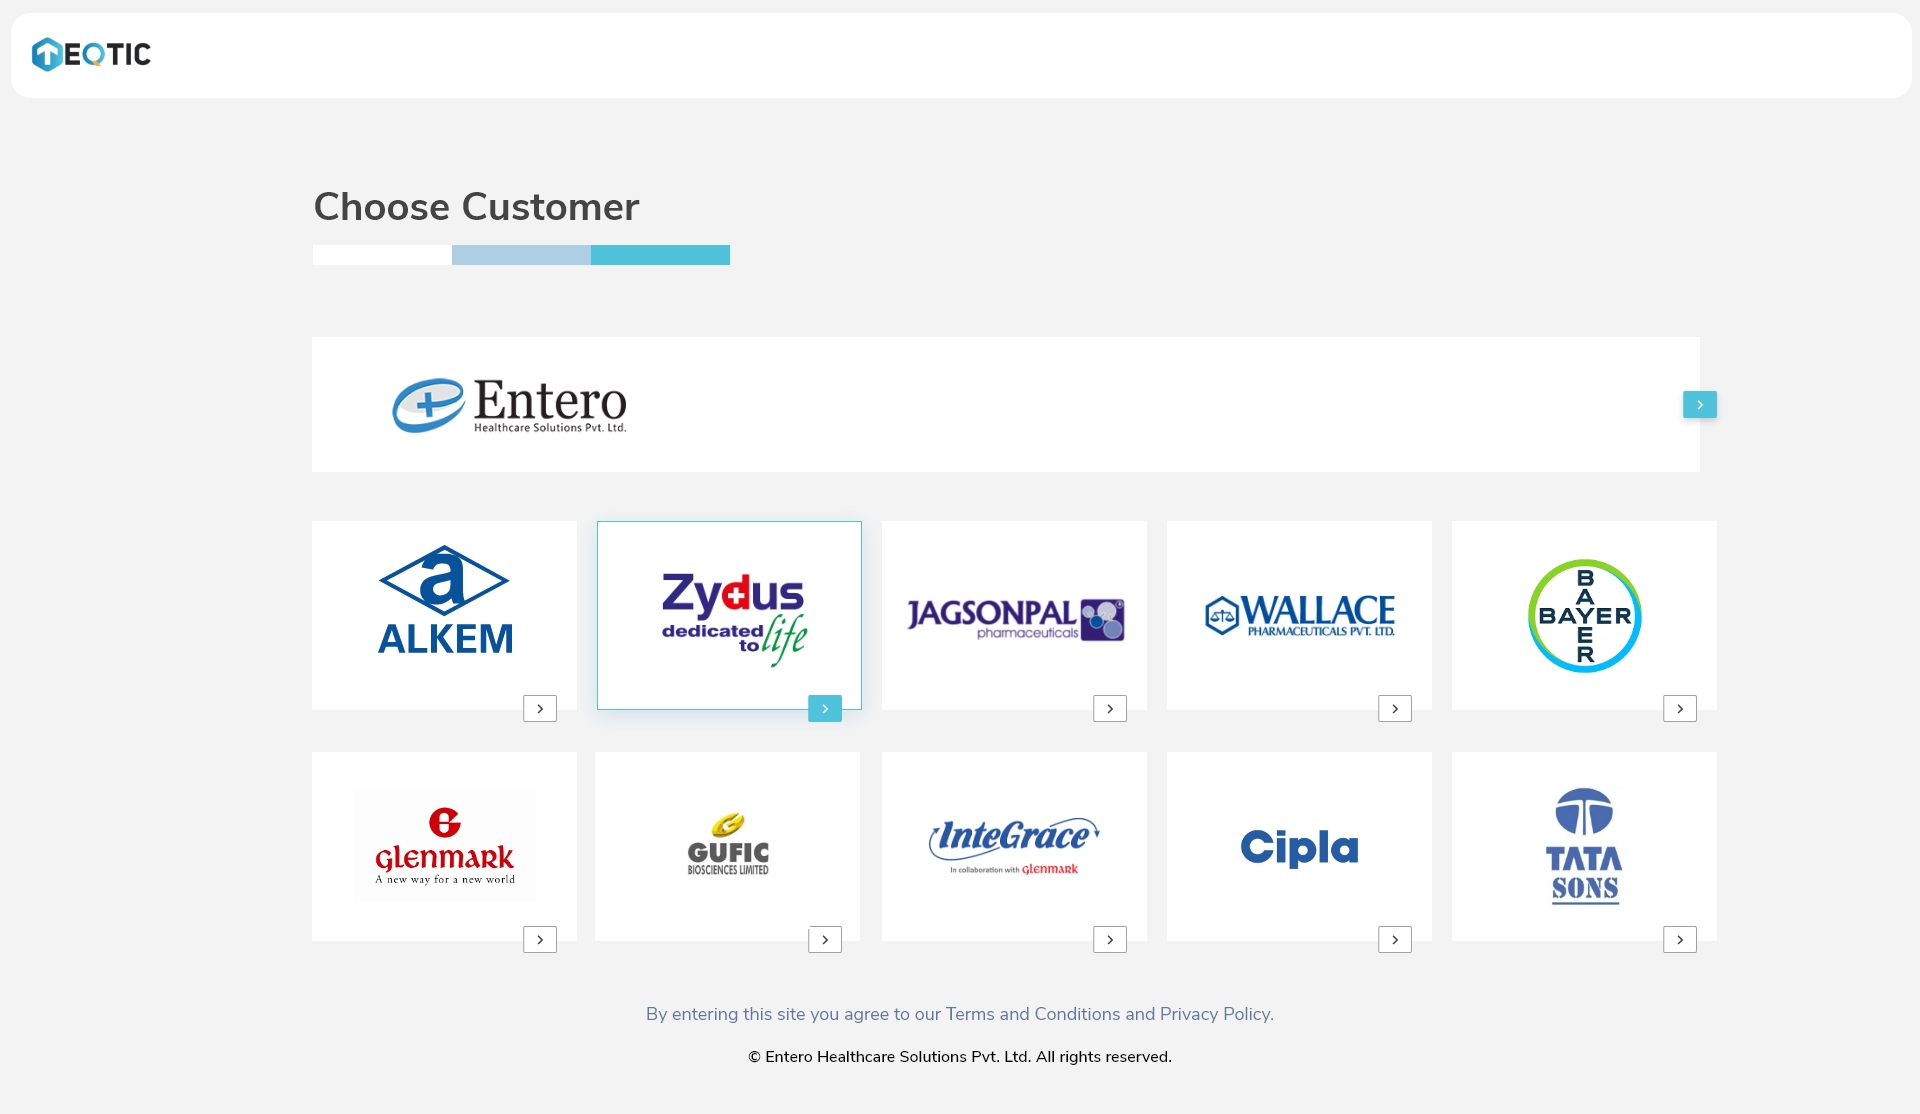 TEQTIC
Choose Customer
Entero
Healthcare Solutions Pvt. Ltd.
a
ALKEM
Zydus
dedicated
to life
JAGSONPAL
pharmaceuticals
WALLACE
PHARMACEUTICALS PVT. LTD.
BAYER
BAYER
G
glenmark
A new way for a new world
G
GUFIC
BIOSCIENCES LIMITED
InteGrace
In collaboration with glenmark
Cipla
TATA
SONS
By entering this site you agree to our Terms and Conditions and Privacy Policy.
© Entero Healthcare Solutions Pvt. Ltd. All rights reserved.